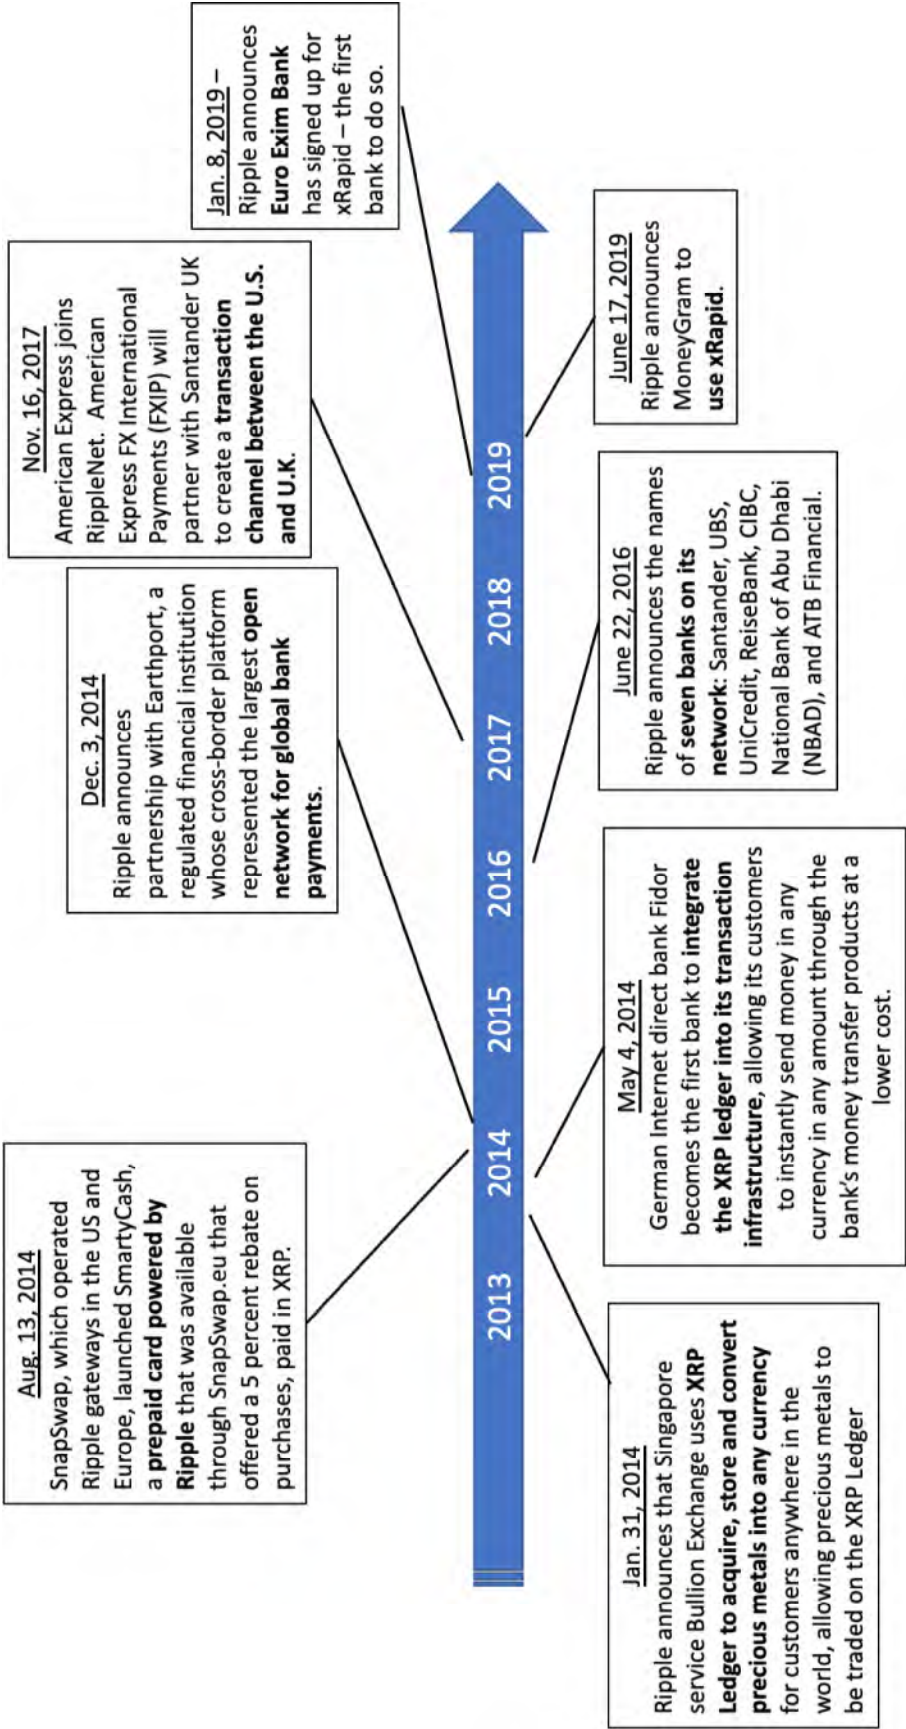 Aug. 13, 2014
SnapSwap, which operated
Ripple gateways in the US and
Europe, launched SmartyCash,
a prepaid card powered by
Ripple that was available
through SnapSwap.eu that
offered a 5 percent rebate on
purchases, paid in XRP.
Dec. 3, 2014
Ripple announces
partnership with Earthport, a
regulated financial institution
whose cross-border platform
represented the largest open
network for global bank
payments.
Nov. 16, 2017
American Express joins
RippleNet. American
Express FX International
Payments (FXIP) will
partner with Santander UK
to create a transaction
channel between the U.S.
and U.K.
Jan. 8, 2019 –
Ripple announces
Euro Exim Bank
has signed up for
xRapid – the first
bank to do so.
2013 2014 2015 2016 2017 2018 2019
Jan. 31, 2014
Ripple announces that Singapore
service Bullion Exchange uses XRP
Ledger to acquire, store and convert
precious metals into any currency
for customers anywhere in the
world, allowing precious metals to
be traded on the XRP Ledger
May 4, 2014
German Internet direct bank Fidor
becomes the first bank to integrate
the XRP ledger into its transaction
infrastructure, allowing its customers
to instantly send money in any
currency in any amount through the
bank's money transfer products at a
lower cost.
June 22, 2016
Ripple announces the names
of seven banks on its
network: Santander, UBS,
UniCredit, ReiseBank, CIBC,
National Bank of Abu Dhabi
(NBAD), and ATB Financial.
June 17, 2019
Ripple announces
MoneyGram to
use xRapid.